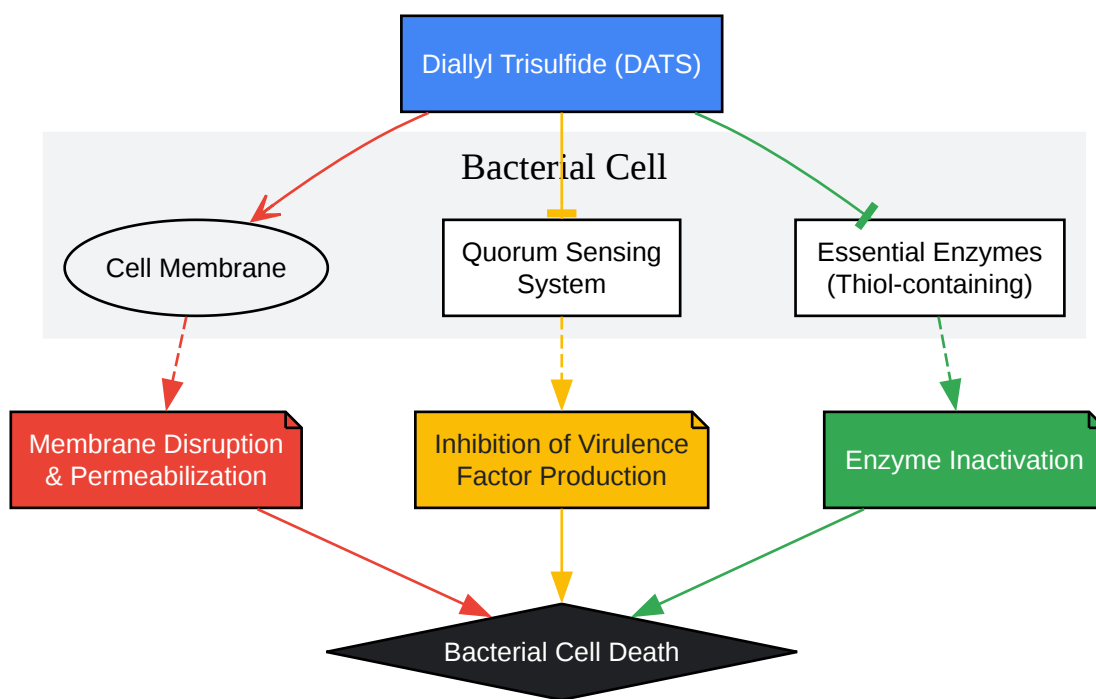 Diallyl Trisulfide (DATS)
Bacterial Cell
Cell Membrane
Quorum Sensing
System
Essential Enzymes
(Thiol-containing)
Membrane Disruption
& Permeabilization
Inhibition of Virulence
Factor Production
Enzyme Inactivation
Bacterial Cell Death